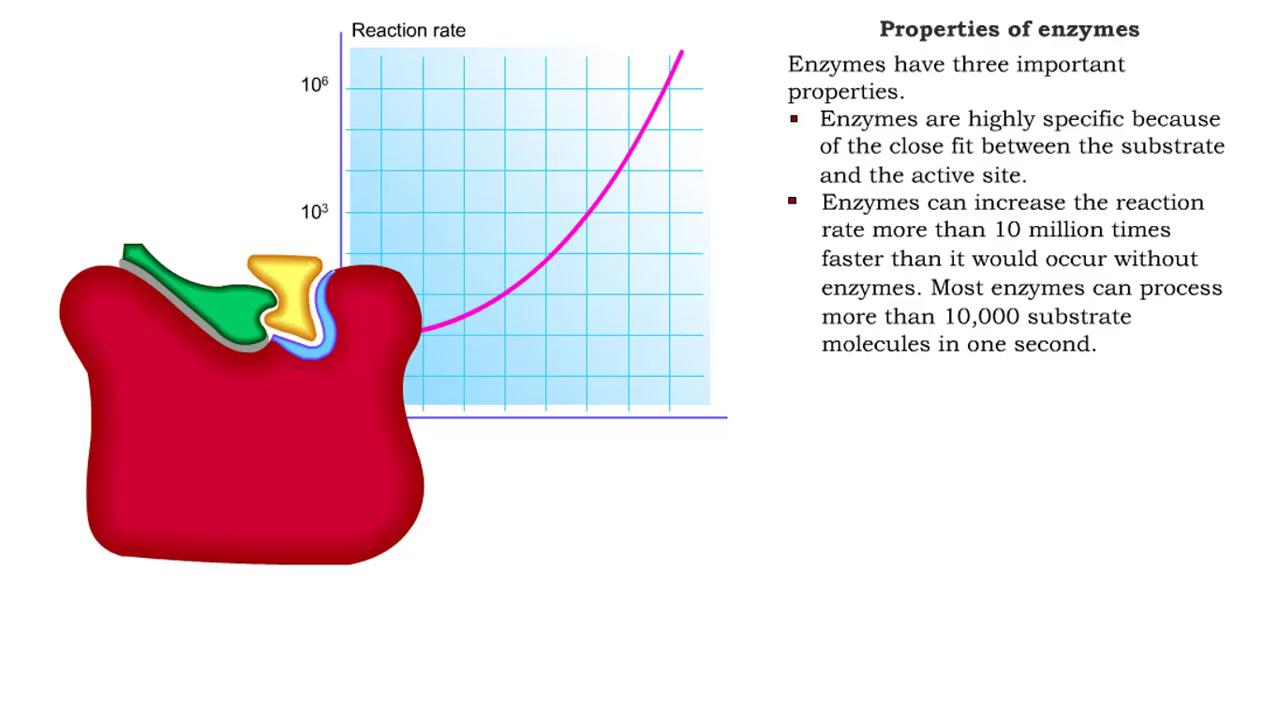 Reaction rate
10⁶
10³
Properties of enzymes
Enzymes have three important
properties.
Enzymes are highly specific because
of the close fit between the substrate
and the active site.
Enzymes can increase the reaction
rate more than 10 million times
faster than it would occur without
enzymes. Most enzymes can process
more than 10,000 substrate
molecules in one second.